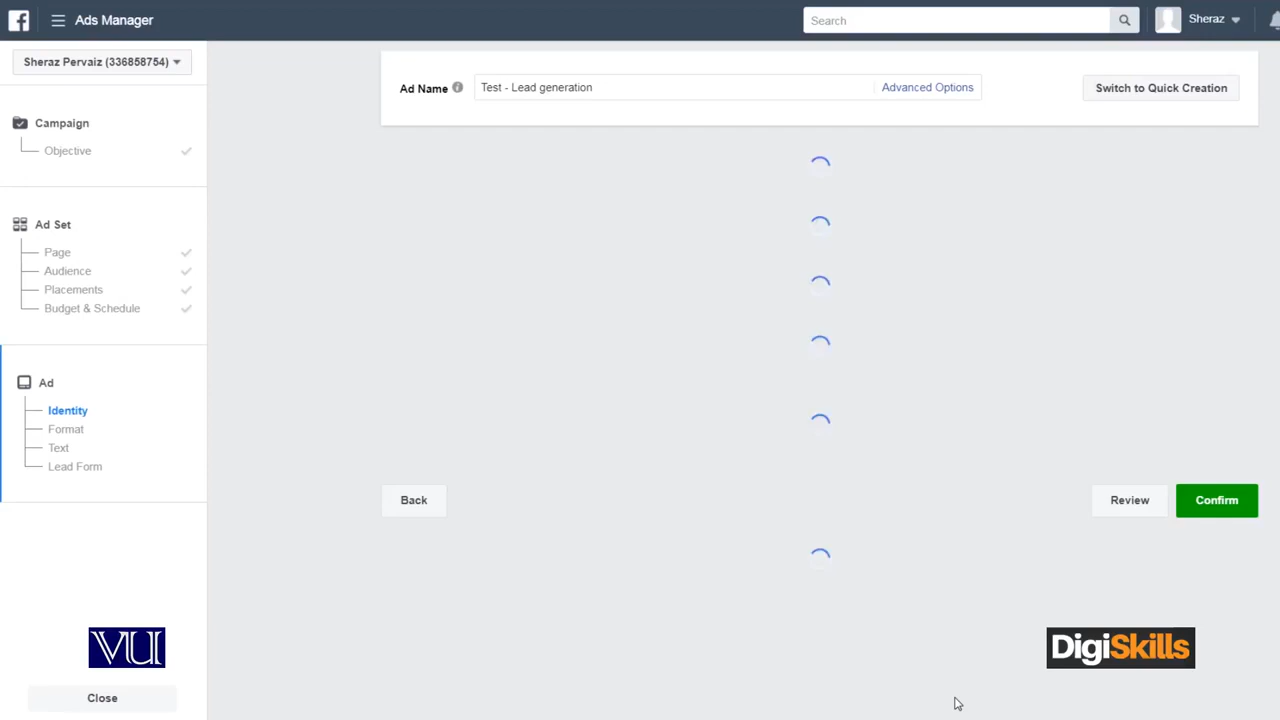 Ads Manager
Search
Sheraz
Sheraz Pervaiz (336858754)
Campaign
Objective
Ad Set
Page
Audience
Placements
Budget & Schedule
Ad
Identity
Format
Text
Lead Form
Close
Ad Name
Test - Lead generation
Advanced Options
Switch to Quick Creation
Back
Review
Confirm
VU
DigiSkills